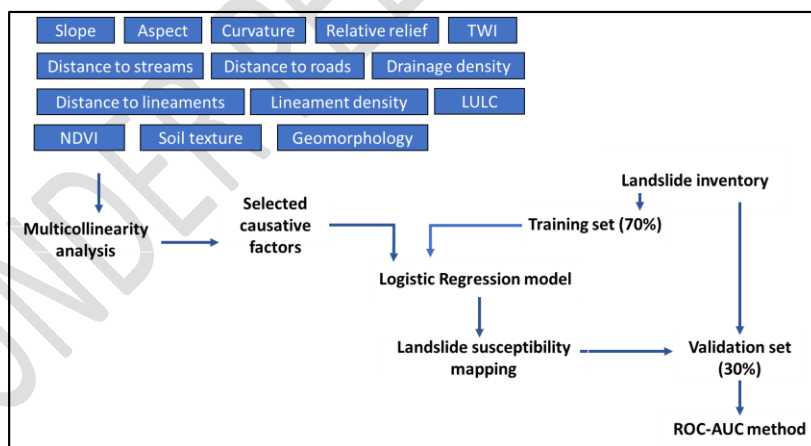 Slope Aspect Curvature Relative relief TWI
Distance to streams Distance to roads Drainage density
Distance to lineaments Lineament density LULC
NDVI Soil texture Geomorphology
Landslide inventory
Training set (70%)
Multicollinearity
analysis
Selected
causative
factors
Logistic Regression model
Landslide susceptibility
mapping
Validation set
(30%)
ROC-AUC method
UNDER PEE